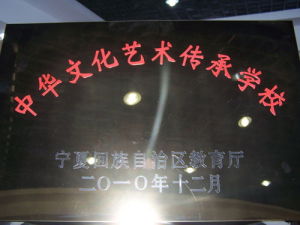 中华文化艺术传承学校
宁夏回族自治区教育厅
二〇一〇年十二月